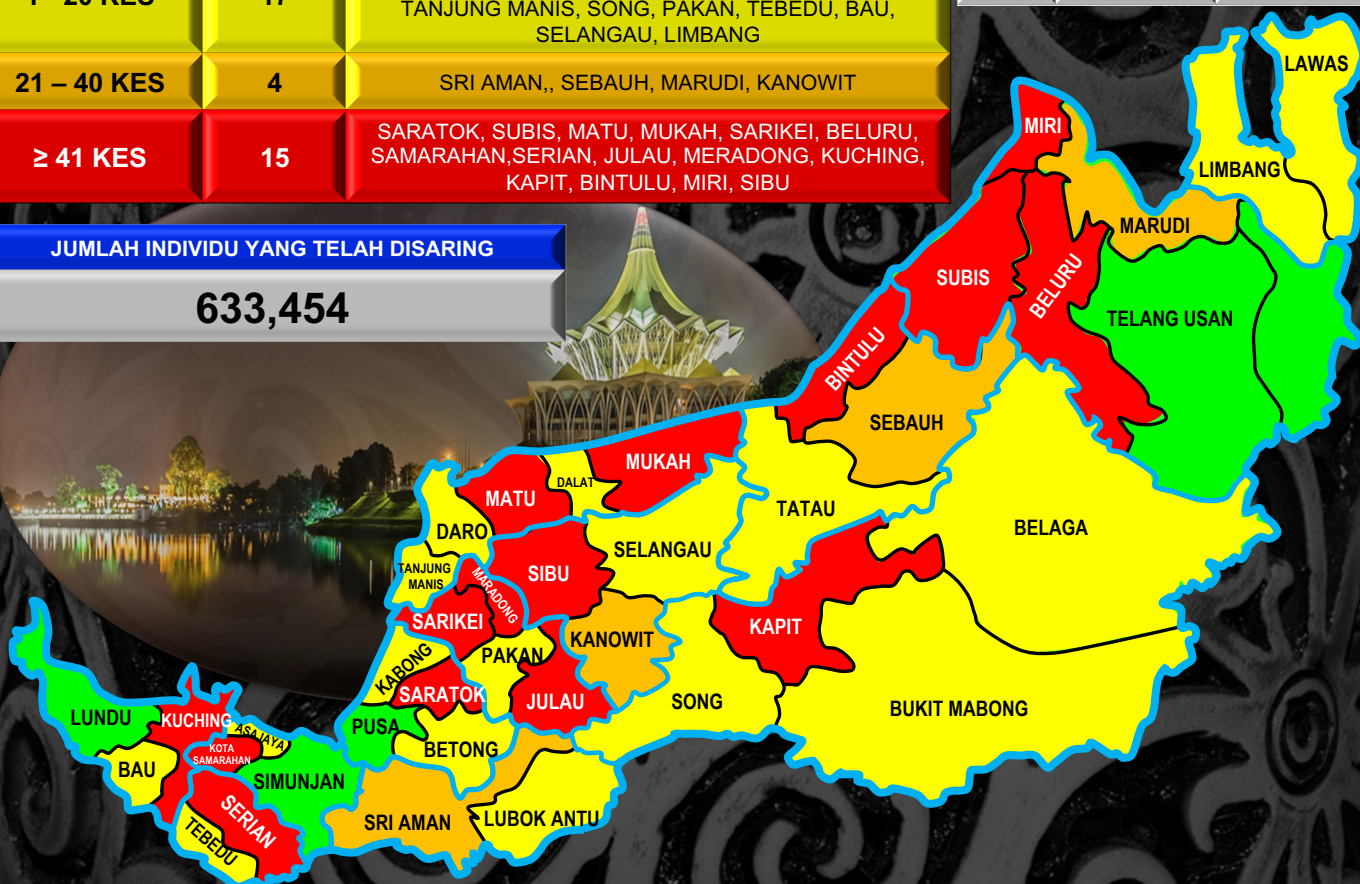 1 - 20 KES
17
TANJUNG MANIS, SONG, PAKAN, TEBEDU, BAU,
SELANGAU, LIMBANG
21 – 40 KES
4
SRI AMAN,, SEBAUH, MARUDI, KANOWIT
≥ 41 KES
15
SARATOK, SUBIS, MATU, MUKAH, SARIKEI, BELURU,
SAMARAHAN,SERIAN, JULAU, MERADONG, KUCHING,
KAPIT, BINTULU, MIRI, SIBU
JUMLAH INDIVIDU YANG TELAH DISARING
633,454
LAWAS
MIRI
LIMBANG
MARUDI
SUBIS
BELURU
TELANG USAN
BINTULU
SEBAUH
MUKAH
DALAT
MATU
TATAU
BELAGA
DARO
SELANGAU
TANJUNG
MANIS
SIBU
MARADONG
SARIKEI
KAPIT
KANOWIT
PAKAN
KABONG
SARATOK
JULAU
SONG
BUKIT MABONG
LUNDU
KUCHING
PUSA
ASAJAYA
BETONG
KOTA
SAMARAHAN
BAU
SIMUNJAN
SERIAN
SRI AMAN
LUBOK ANTU
TEBEDU